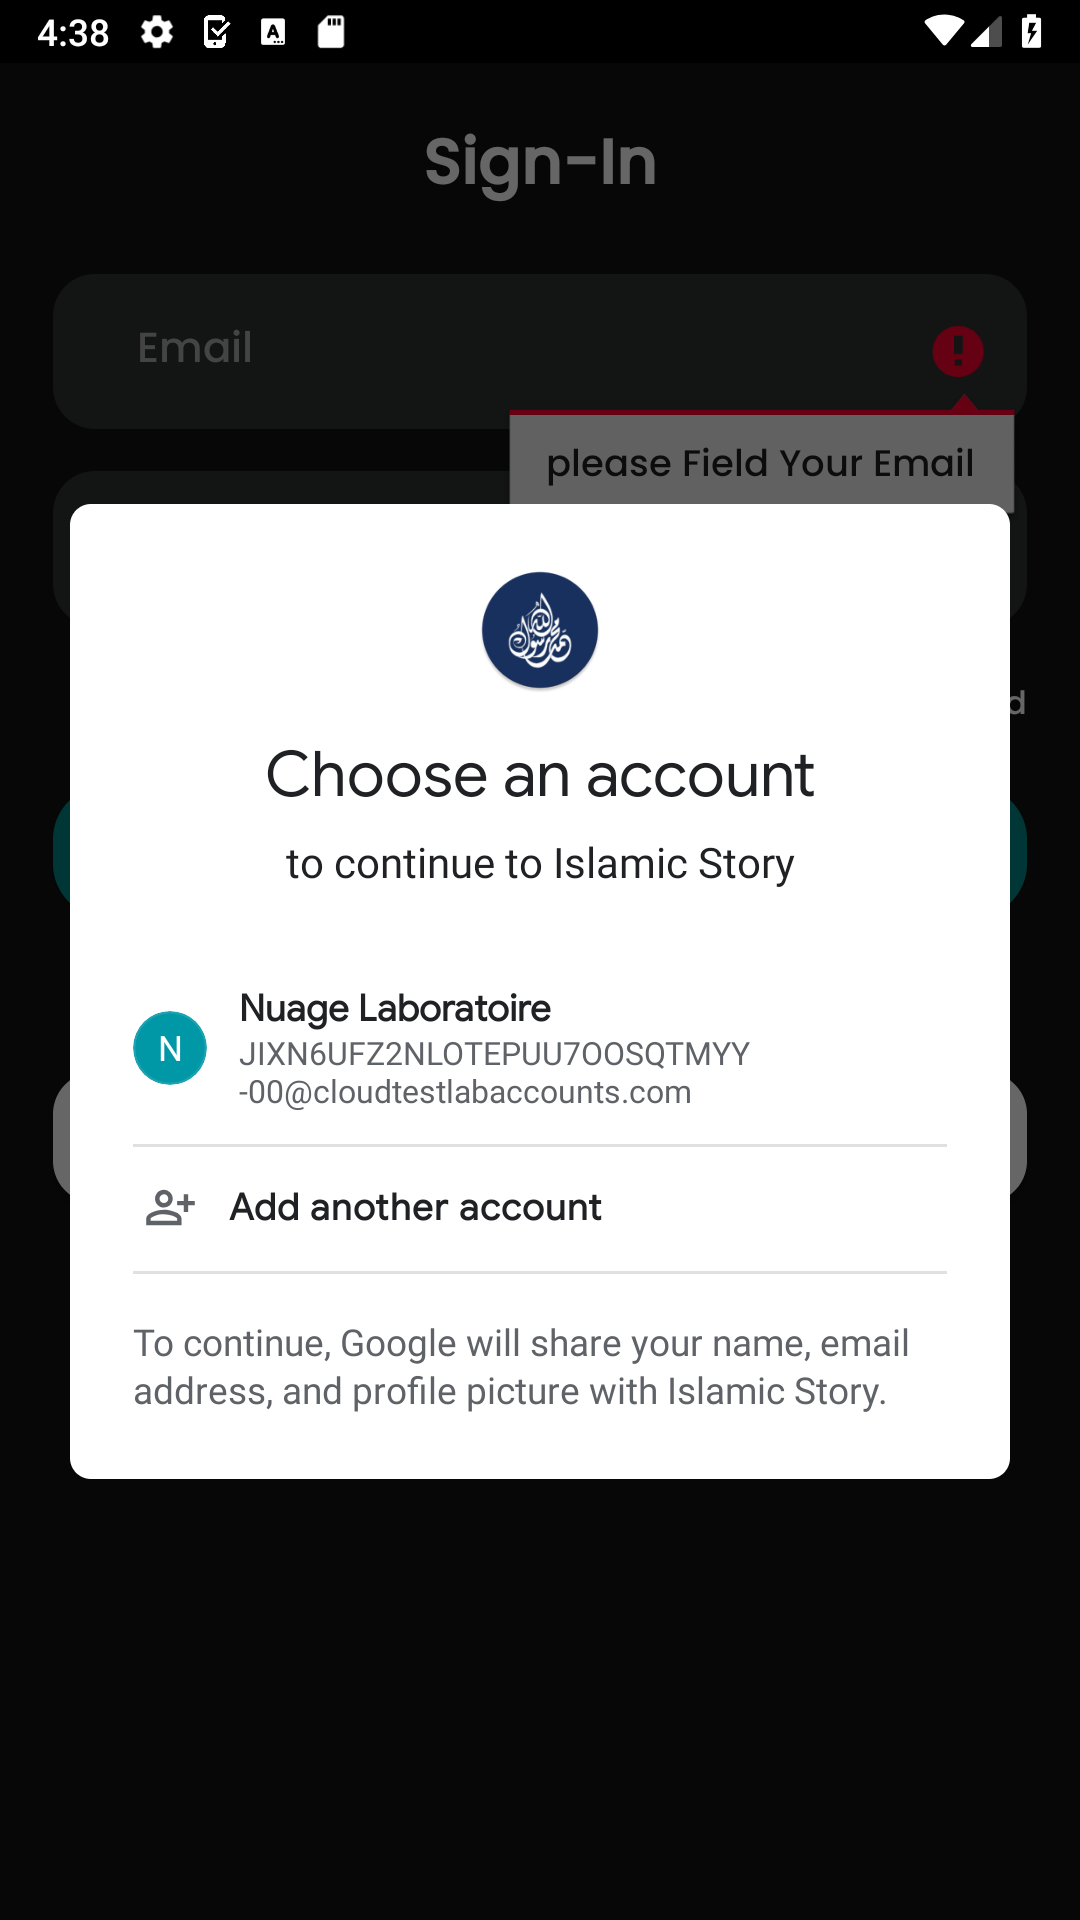 4:38
Sign-In
Email
please Field Your Email
d
Choose an account
to continue to Islamic Story
N
Nuage Laboratoire
JIXN6UFZ2NLOTEPUU7OOSQTMYY
-00@cloudtestlabaccounts.com
Add another account
To continue, Google will share your name, email
address, and profile picture with Islamic Story.